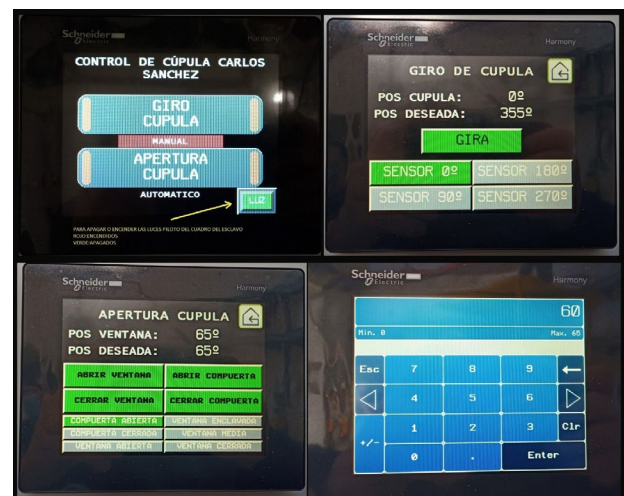 Schneider Electric
Harmony
CONTROL DE CÚPULA CARLOS
SANCHEZ
GIRO
CUPULA
MANUAL
APERTURA
CUPULA
AUTOMATICO
LUZ
PARA APAGAR O ENCENDER LAS LUCES PILOTO DEL CUADRO DEL ESCLAVO
ROJO:ENCENDIDOS
VERDE:APAGADOS
Schneider Electric
Harmony
GIRO DE CUPULA
POS CUPULA: 0º
POS DESEADA: 355º
GIRA
SENSOR 0º SENSOR 180º
SENSOR 90º SENSOR 270º
Schneider Electric
Harmony
APERTURA CUPULA
POS VENTANA: 65º
POS DESEADA: 65º
ABRIR VENTANA ABRIR COMPUERTA
CERRAR VENTANA CERRAR COMPUERTA
COMPUERTA ABIERTA VENTANA ENCLAVADA
COMPUERTA CERRADA VENTANA MEDIA
VENTANA ABIERTA VENTANA CERRADA
Schneider Electric
Harmony
60
Min. 0 Max. 65
Esc 7 8 9
4 5 6
1 2 3 Clr
+/- 0 . Enter